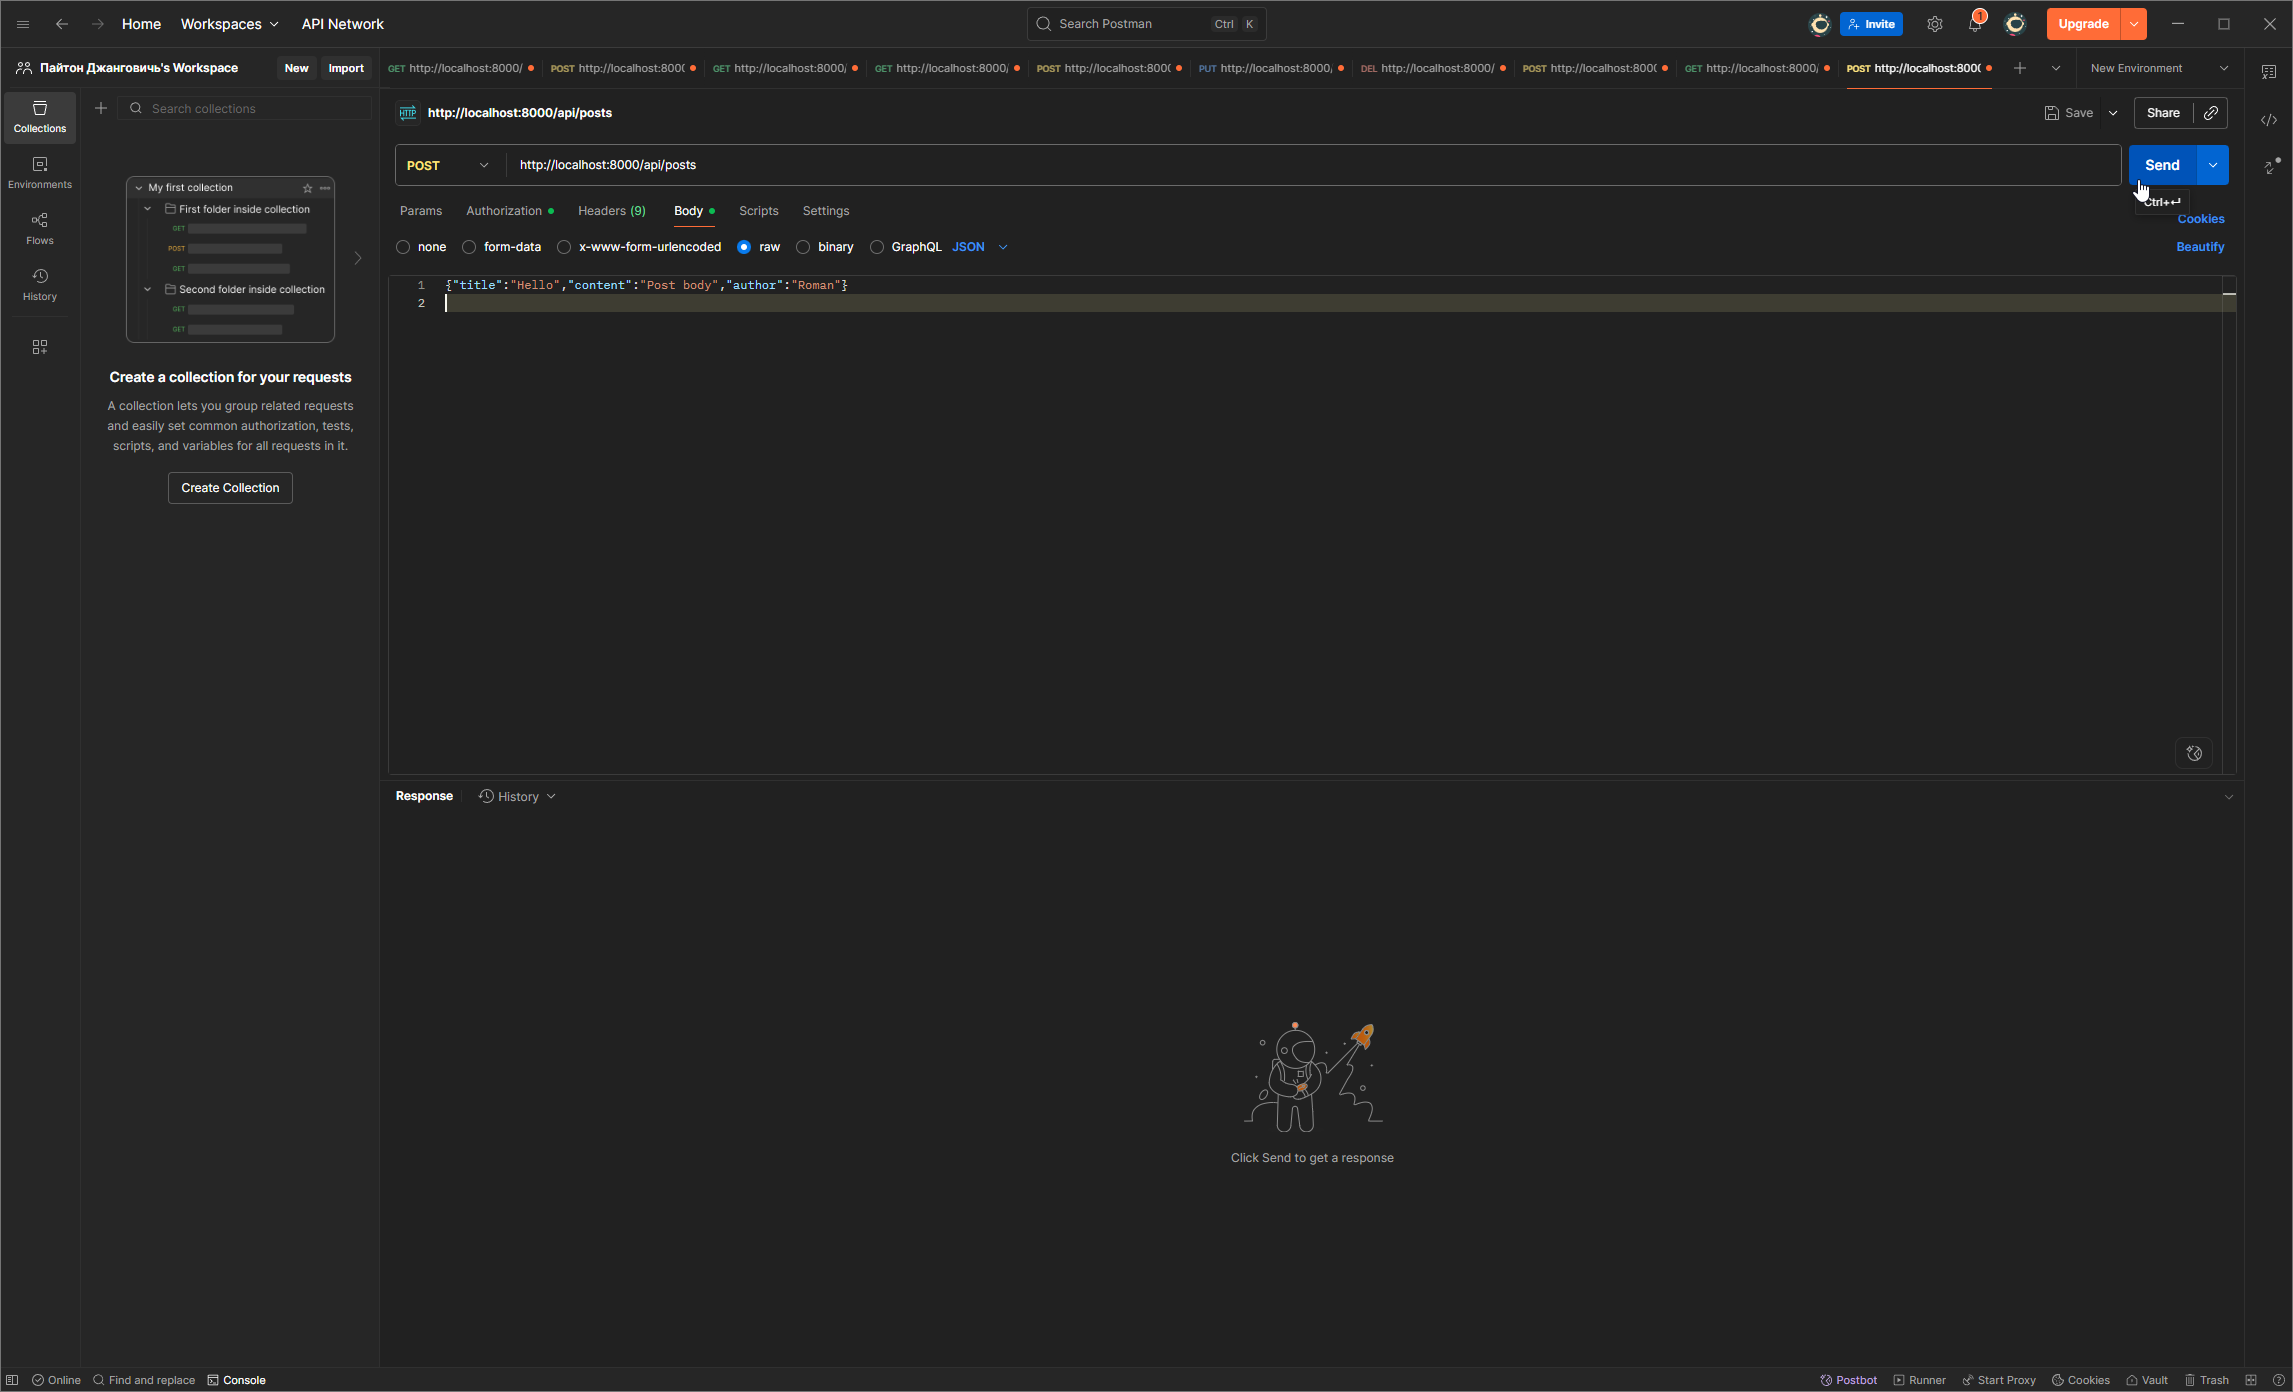 Home Workspaces API Network Search Postman Ctrl K Invite 1 Upgrade
Пайтон Джанговичь's Workspace New Import
GET http://localhost:8000/ POST http://localhost:800( GET http://localhost:8000/ GET http://localhost:8000/ POST http://localhost:800( PUT http://localhost:8000/ DEL http://localhost:8000/ POST http://localhost:800( GET http://localhost:8000/ POST http://localhost:800( New Environment
Collections
Environments
Flows
History
Search collections
My first collection
First folder inside collection
GET
POST
GET
Second folder inside collection
GET
GET
Create a collection for your requests
A collection lets you group related requests
and easily set common authorization, tests,
scripts, and variables for all requests in it.
Create Collection
HTTP http://localhost:8000/api/posts Save Share
POST http://localhost:8000/api/posts Send
Ctrl+↵
Params Authorization Headers (9) Body Scripts Settings Cookies
none form-data x-www-form-urlencoded raw binary GraphQL JSON Beautify
1 {"title":"Hello","content":"Post body","author":"Roman"}
2
Response History
Click Send to get a response
Online Find and replace Console Postbot Runner Start Proxy Cookies Vault Trash